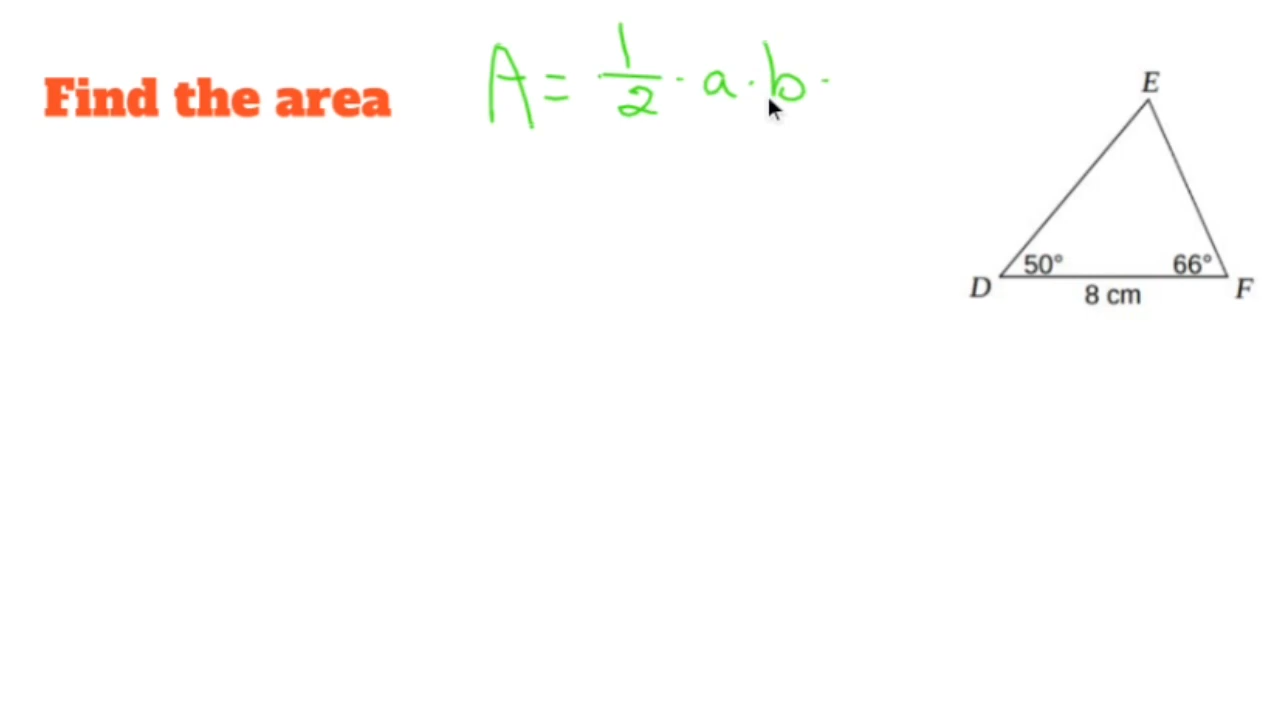 Find the area
A = 1/2 · a · b ·
E
50°
66°
D
F
8 cm